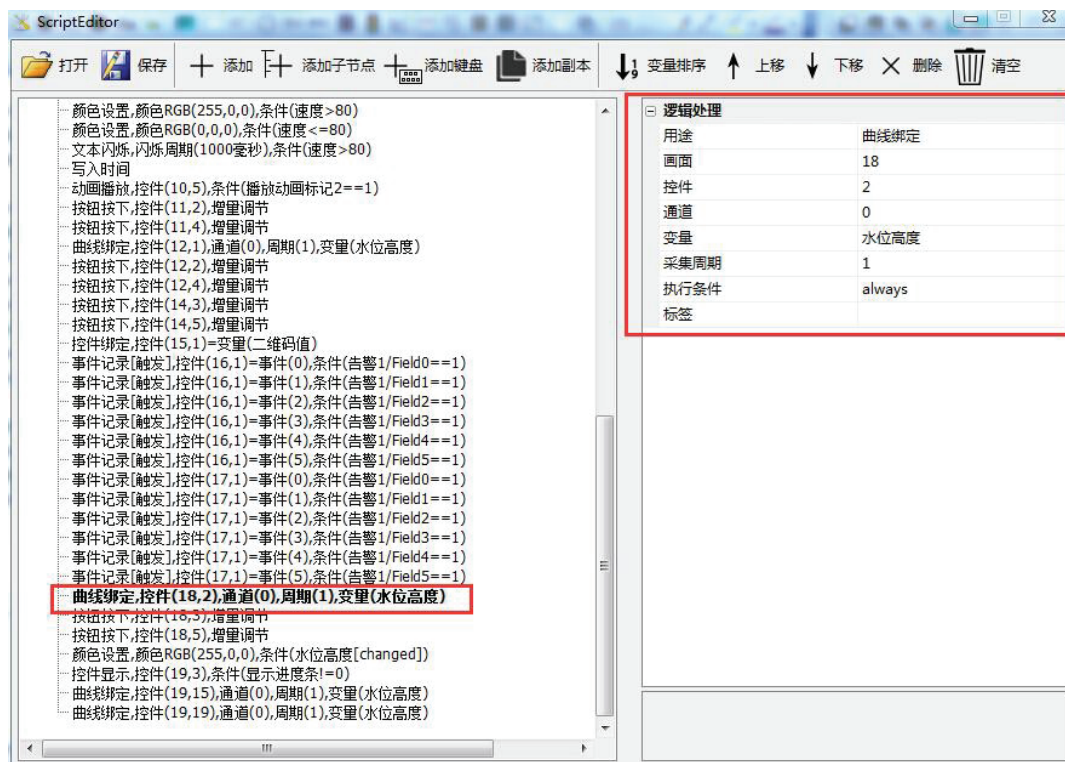 ScriptEditor
打开 保存 添加 添加子节点 添加键盘 添加副本 变量排序 上移 下移 删除 清空
颜色设置,颜色RGB(255,0,0),条件(速度>80)
颜色设置,颜色RGB(0,0,0),条件(速度<=80)
文本闪烁,闪烁周期(1000毫秒),条件(速度>80)
写入时间
动画播放,控件(10,5),条件(播放动画标记2==1)
按钮按下,控件(11,2),增量调节
按钮按下,控件(11,4),增量调节
曲线绑定,控件(12,1),通道(0),周期(1),变量(水位高度)
按钮按下,控件(12,2),增量调节
按钮按下,控件(12,4),增量调节
按钮按下,控件(14,3),增量调节
按钮按下,控件(14,5),增量调节
控件绑定,控件(15,1)=变量(二维码值)
事件记录[触发],控件(16,1)=事件(0),条件(告警1/Field0==1)
事件记录[触发],控件(16,1)=事件(1),条件(告警1/Field1==1)
事件记录[触发],控件(16,1)=事件(2),条件(告警1/Field2==1)
事件记录[触发],控件(16,1)=事件(3),条件(告警1/Field3==1)
事件记录[触发],控件(16,1)=事件(4),条件(告警1/Field4==1)
事件记录[触发],控件(16,1)=事件(5),条件(告警1/Field5==1)
事件记录[触发],控件(17,1)=事件(0),条件(告警1/Field0==1)
事件记录[触发],控件(17,1)=事件(1),条件(告警1/Field1==1)
事件记录[触发],控件(17,1)=事件(2),条件(告警1/Field2==1)
事件记录[触发],控件(17,1)=事件(3),条件(告警1/Field3==1)
事件记录[触发],控件(17,1)=事件(4),条件(告警1/Field4==1)
事件记录[触发],控件(17,1)=事件(5),条件(告警1/Field5==1)
曲线绑定,控件(18,2),通道(0),周期(1),变量(水位高度)
按钮按下,控件(18,3),增量调节
按钮按下,控件(18,5),增量调节
颜色设置,颜色RGB(255,0,0),条件(水位高度[changed])
控件显示,控件(19,3),条件(显示进度条!=0)
曲线绑定,控件(19,15),通道(0),周期(1),变量(水位高度)
曲线绑定,控件(19,19),通道(0),周期(1),变量(水位高度)
逻辑处理
用途 曲线绑定
画面 18
控件 2
通道 0
变量 水位高度
采集周期 1
执行条件 always
标签